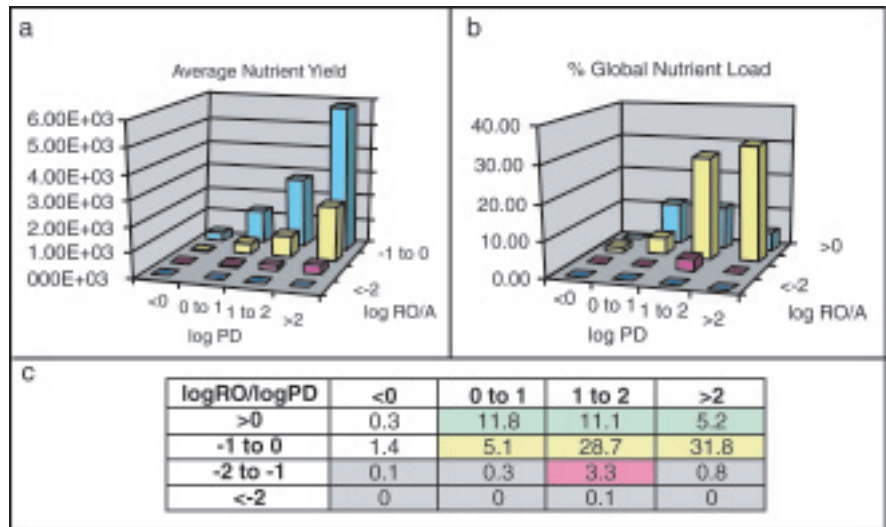 a
Average Nutrient Yield
6.00E+03
5.00E+03
4.00E+03
3.00E+03
2.00E+03
1.00E+03
000E+03
<0
0 to 1
1 to 2
>2
log PD
<-2
-1 to 0
log RO/A
b
% Global Nutrient Load
40.00
30.00
20.00
10.00
0.00
<0
0 to 1
1 to 2
>2
log PD
<-2
>0
log RO/A
c
logRO/logPD <0 0 to 1 1 to 2 >2
>0 0.3 11.8 11.1 5.2
-1 to 0 1.4 5.1 28.7 31.8
-2 to -1 0.1 0.3 3.3 0.8
<-2 0 0 0.1 0